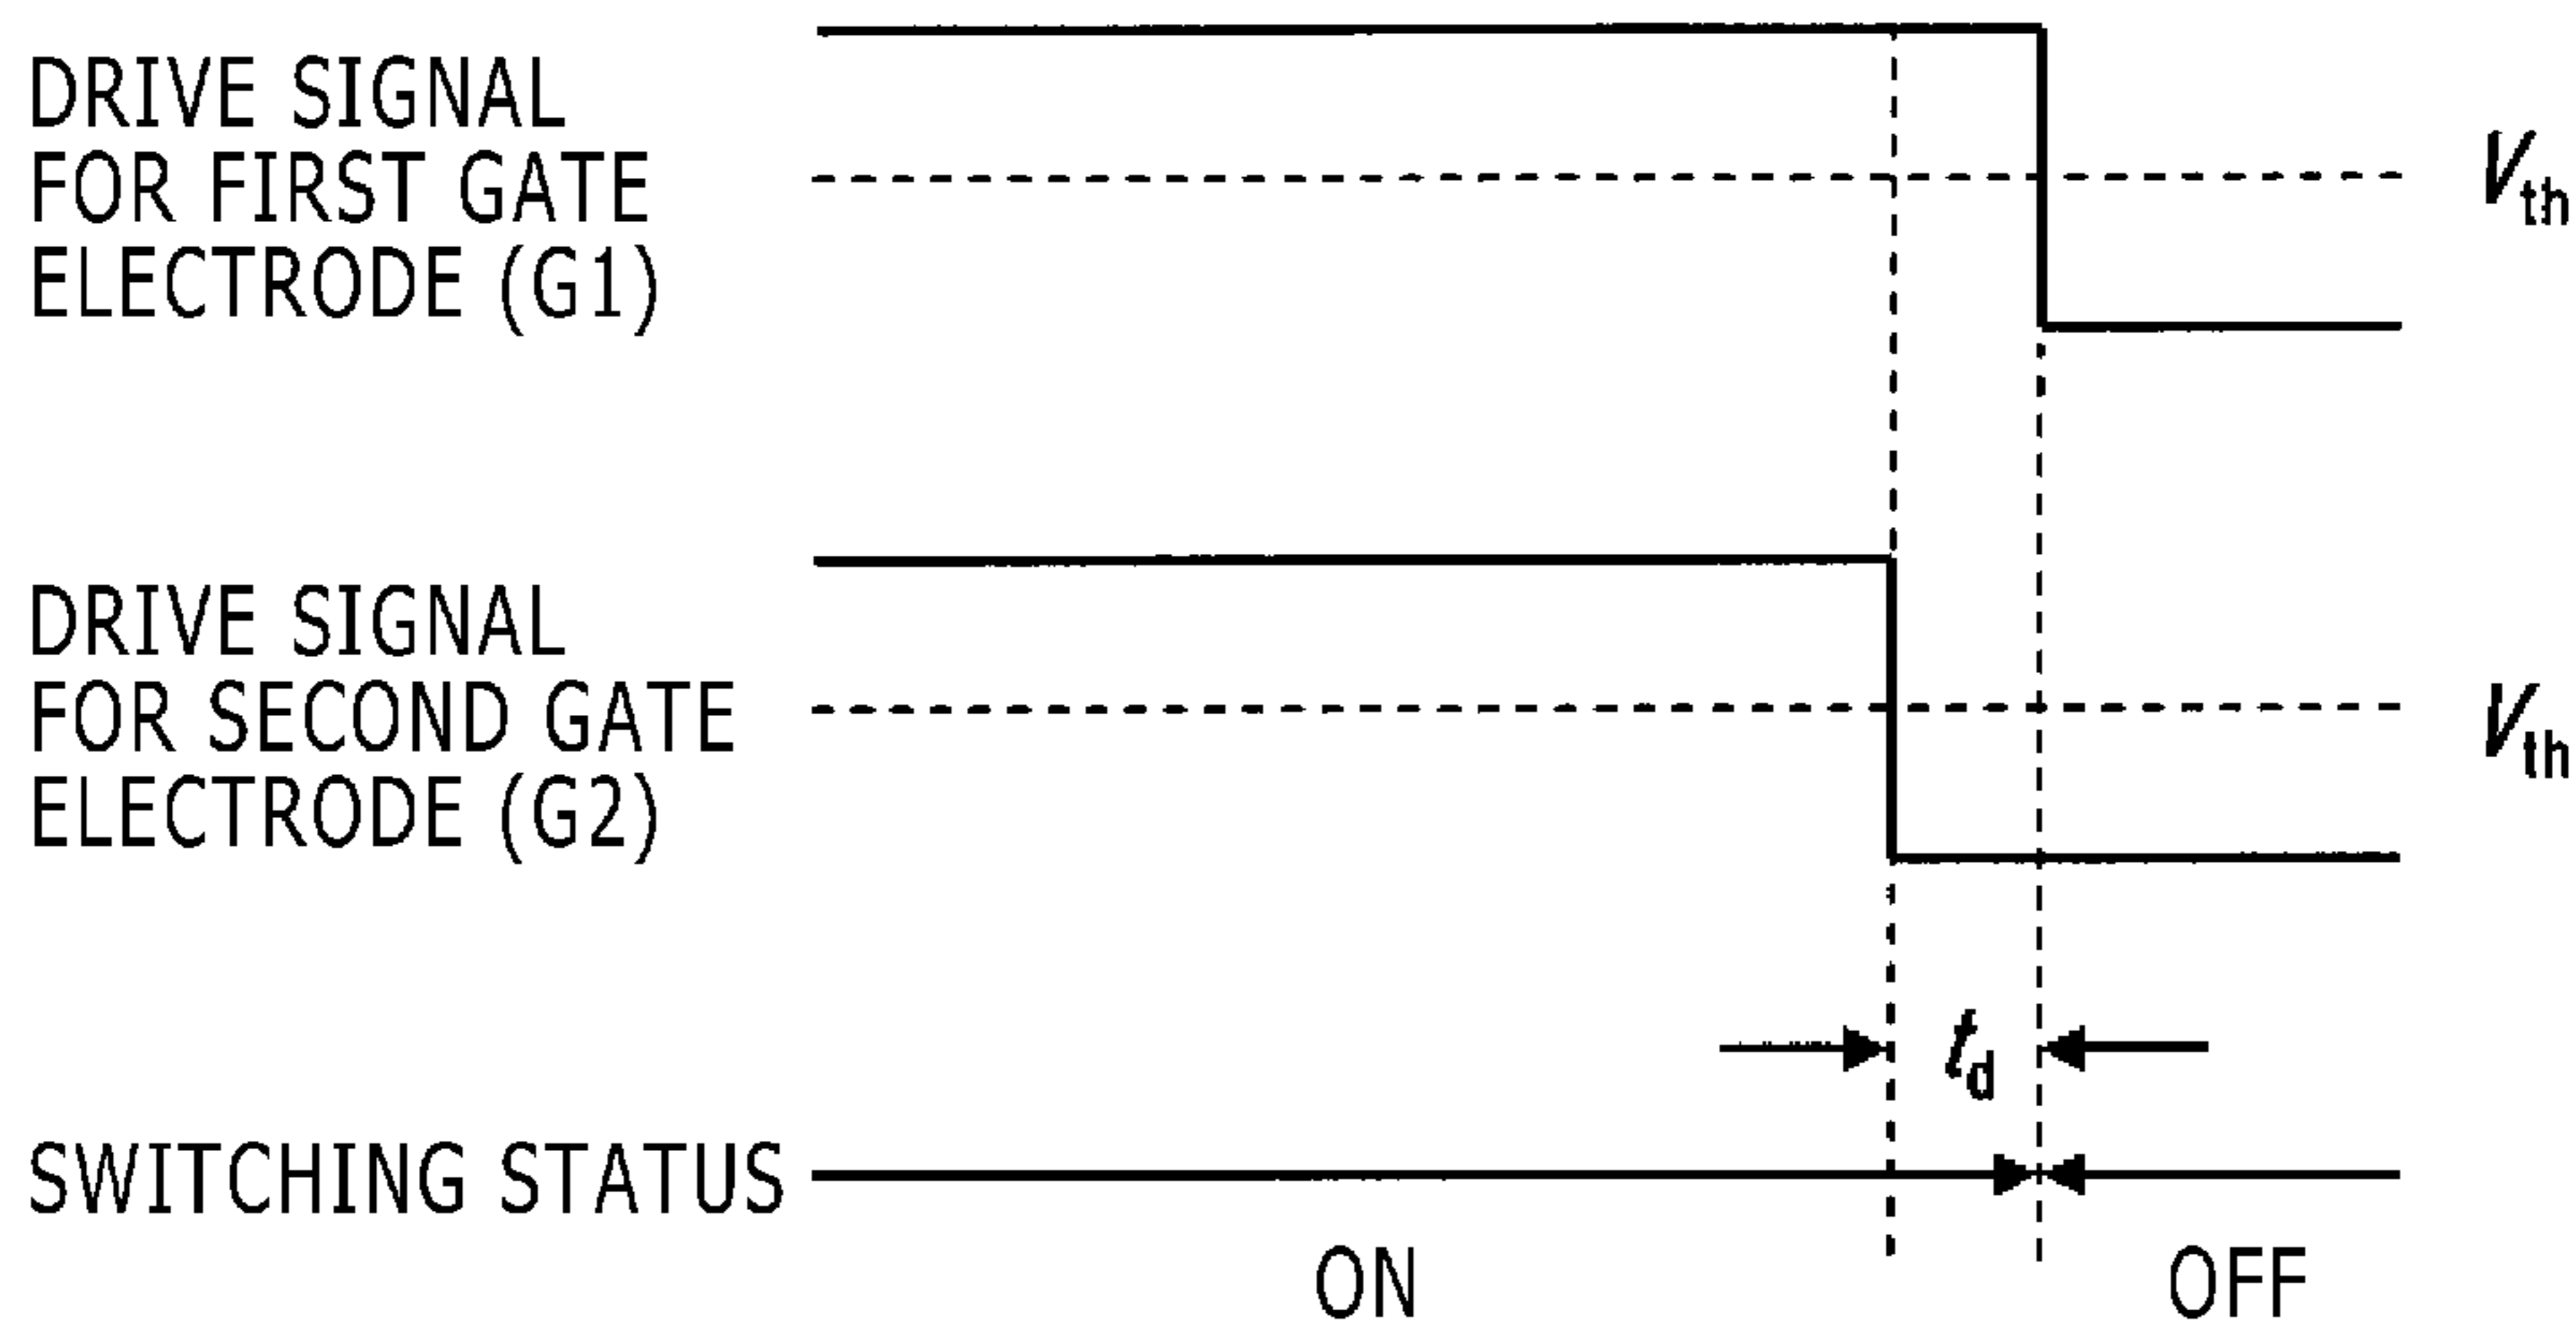 DRIVE SIGNAL
FOR FIRST GATE
ELECTRODE (G1)
Vth
DRIVE SIGNAL
FOR SECOND GATE
ELECTRODE (G2)
Vth
td
SWITCHING STATUS
ON
OFF